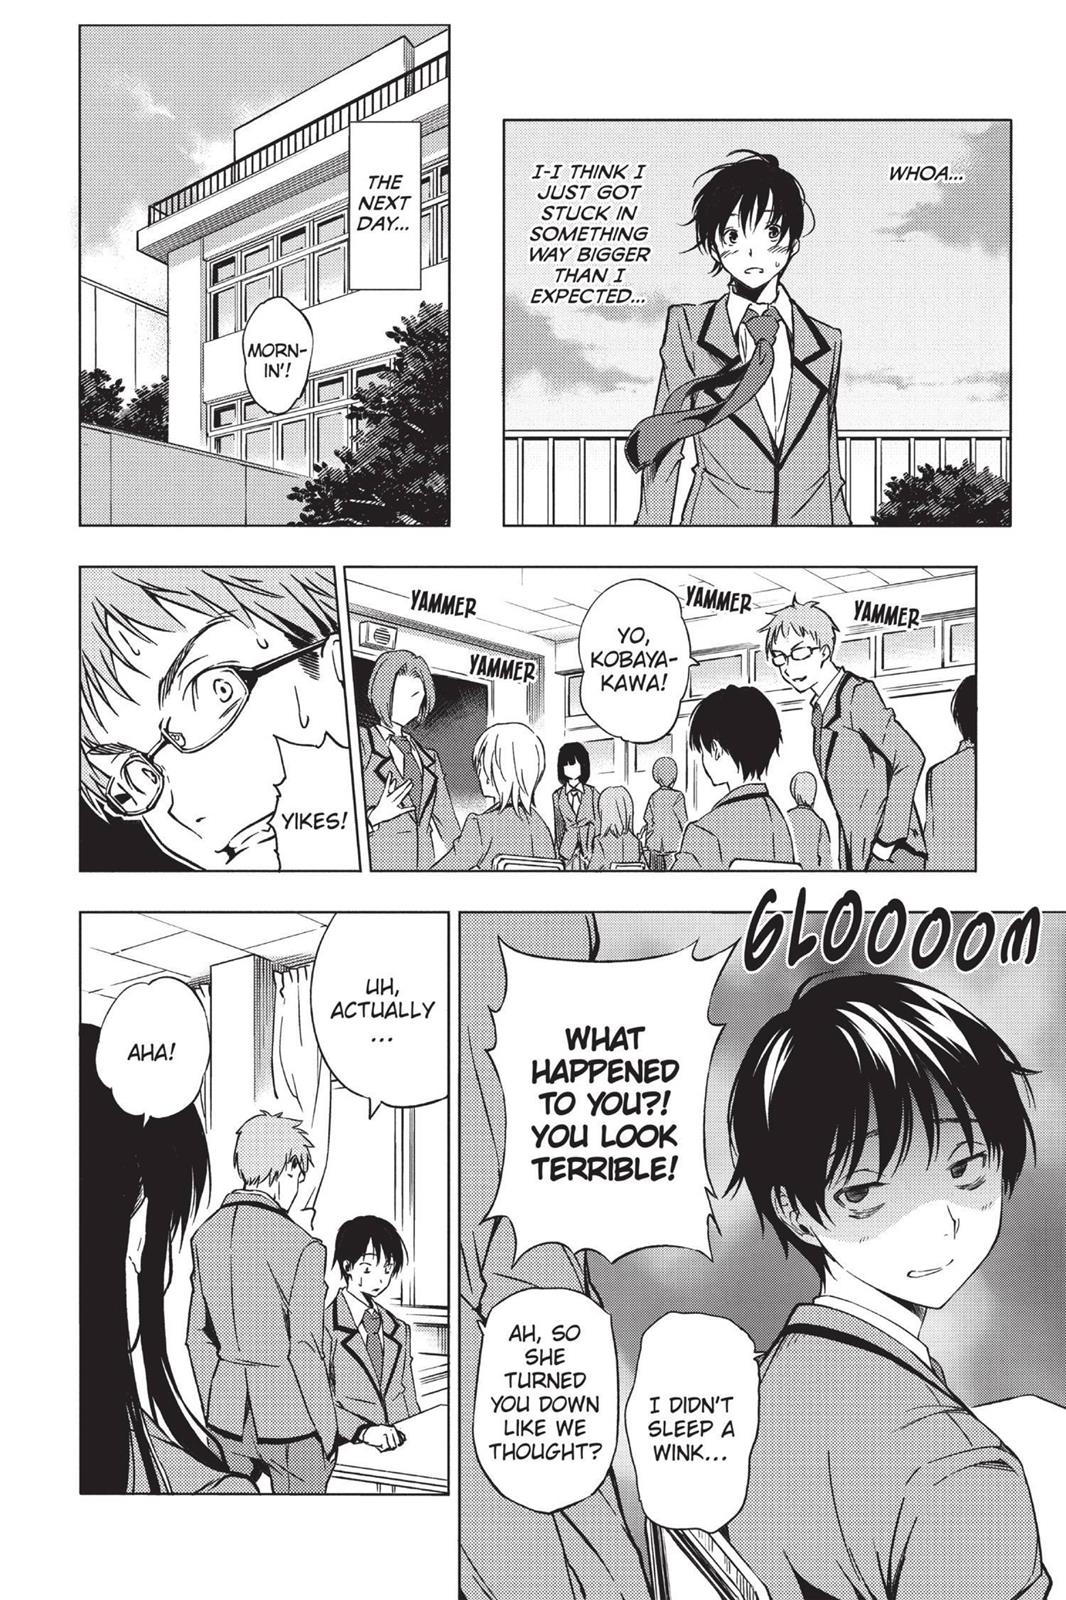 WHOA...
I-I THINK I
JUST GOT
STUCK IN
SOMETHING
WAY BIGGER
THAN I
EXPECTED...
THE
NEXT
DAY...
MORN-
IN'!
YAMMER
YAMMER
YO,
KOBAYA-
KAWA!
YAMMER
YAMMER
YIKES!
GLOOOOM
WHAT
HAPPENED
TO YOU?!
YOU LOOK
TERRIBLE!
I DIDN'T
SLEEP A
WINK...
AH, SO
SHE
TURNED
YOU DOWN
LIKE WE
THOUGHT?
UH,
ACTUALLY
...
AHA!